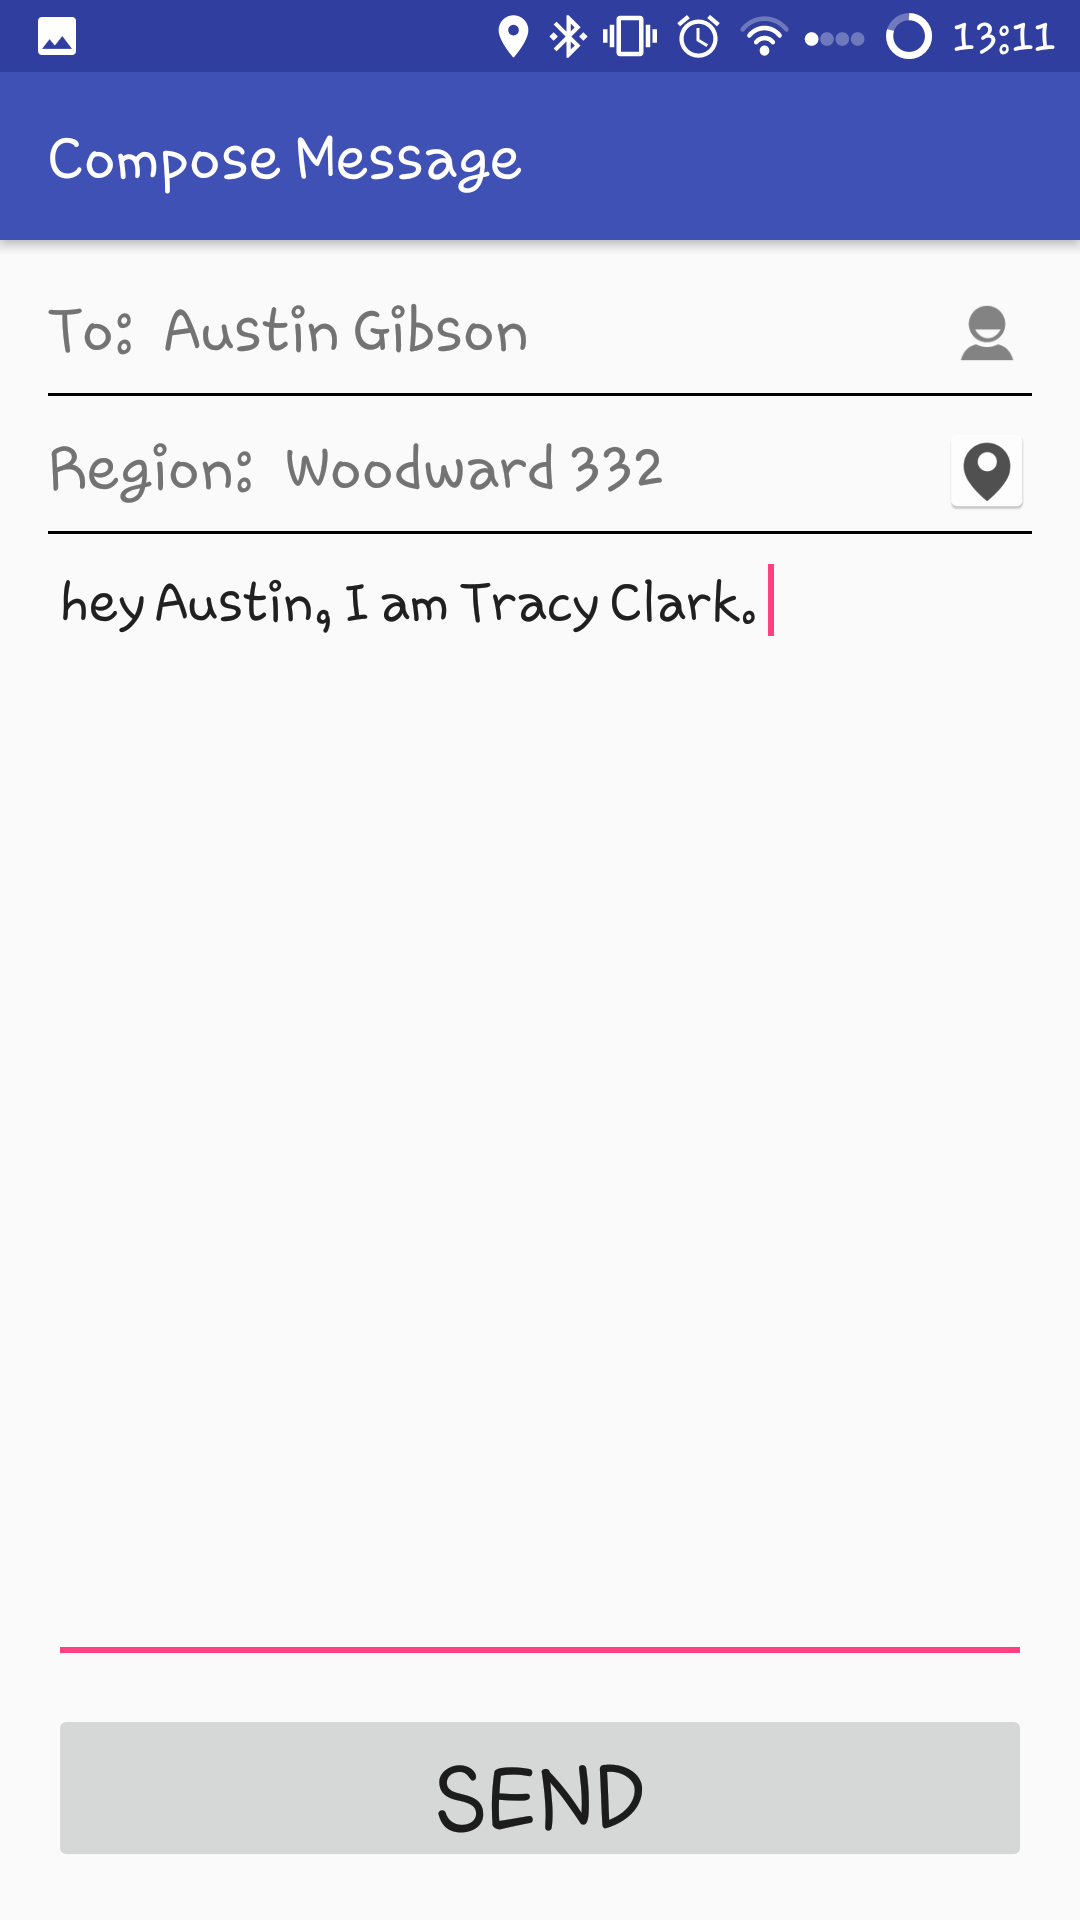 13:11
Compose Message
To: Austin Gibson
Region: Woodward 332
hey Austin, I am Tracy Clark.
SEND